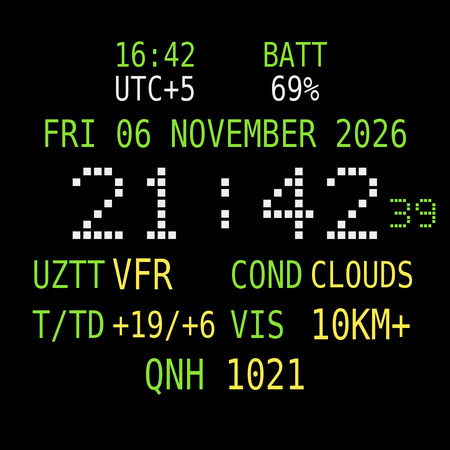 16:42 BATT
UTC+5 69%
FRI 06 NOVEMBER 2026
21:42 39
UZTT VFR COND CLOUDS
T/TD +19/+6 VIS 10KM+
QNH 1021